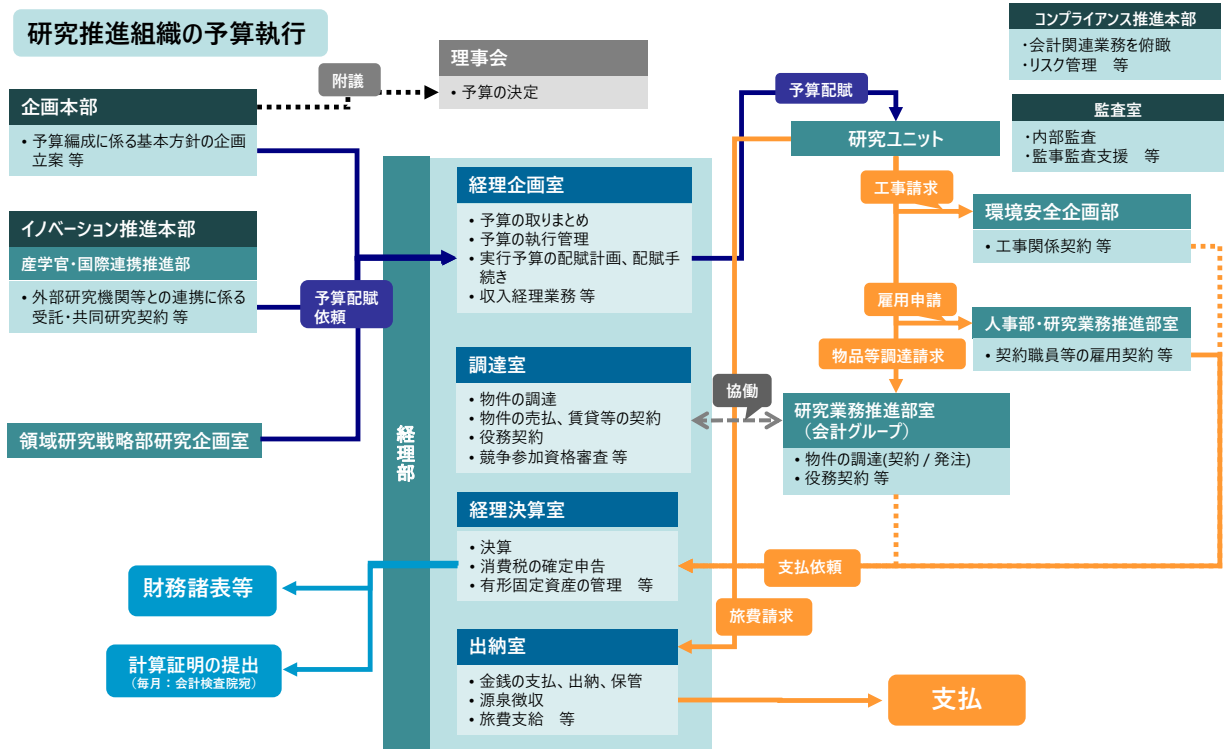 研究推進組織の予算執行
附議
理事会
• 予算の決定
企画本部
• 予算編成に係る基本方針の企画
立案 等
イノベーション推進本部
産学官・国際連携推進部
• 外部研究機関等との連携に係る
受託・共同研究契約 等
予算配賦
依頼
領域研究戦略部研究企画室
経理部
経理企画室
• 予算の取りまとめ
• 予算の執行管理
• 実行予算の配賦計画、配賦手
続き
• 収入経理業務 等
調達室
• 物件の調達
• 物件の売払、賃貸等の契約
• 役務契約
• 競争参加資格審査 等
経理決算室
• 決算
• 消費税の確定申告
• 有形固定資産の管理　等
出納室
• 金銭の支払、出納、保管
• 源泉徴収
• 旅費支給　等
財務諸表等
計算証明の提出
(毎月：会計検査院宛)
予算配賦
研究ユニット
工事請求
環境安全企画部
• 工事関係契約 等
雇用申請
人事部・研究業務推進部室
• 契約職員等の雇用契約 等
物品等調達請求
協働
研究業務推進部室
（会計グループ）
• 物件の調達(契約 / 発注)
• 役務契約 等
支払依頼
旅費請求
支払
コンプライアンス推進本部
・会計関連業務を俯瞰
・リスク管理　等
監査室
・内部監査
・監事監査支援　等